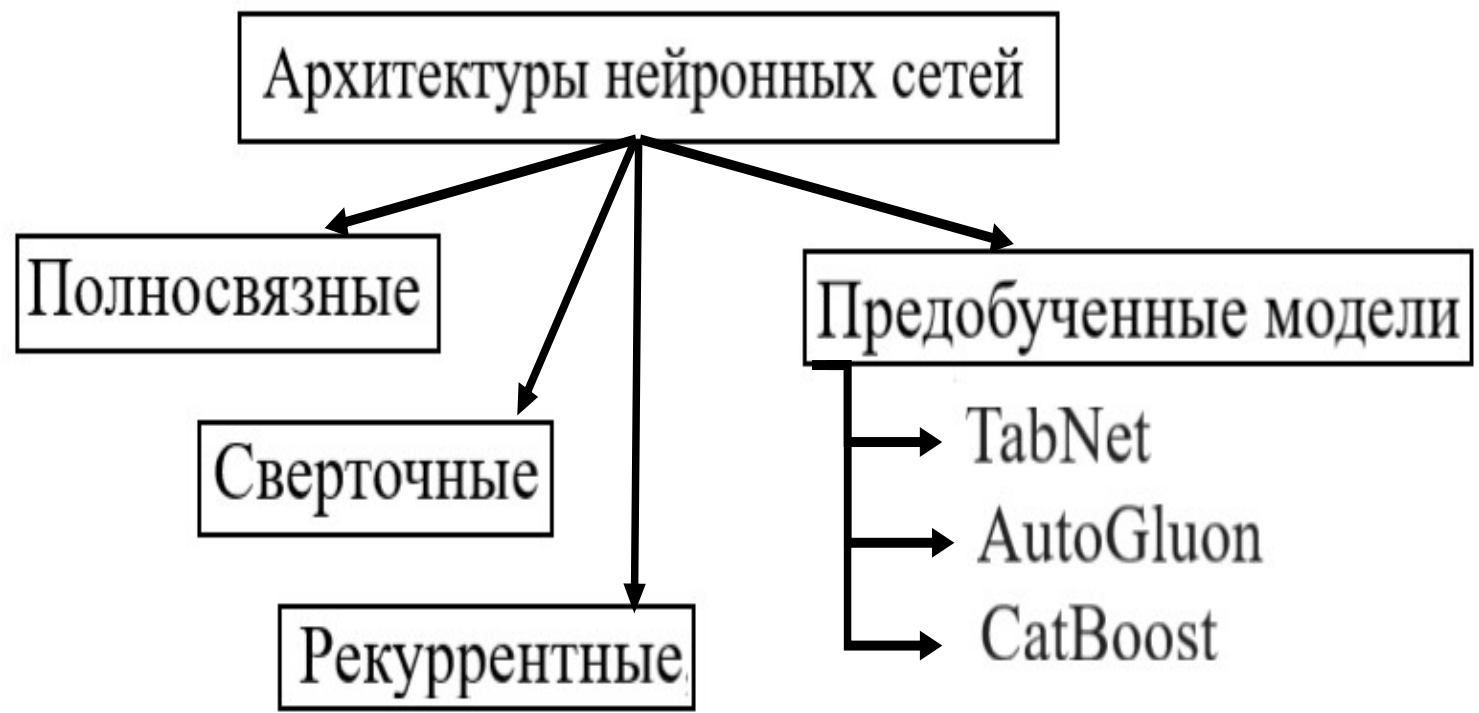 Архитектуры нейронных сетей
Полносвязные
Сверточные
Рекуррентные
Предобученные модели
TabNet
AutoGluon
CatBoost